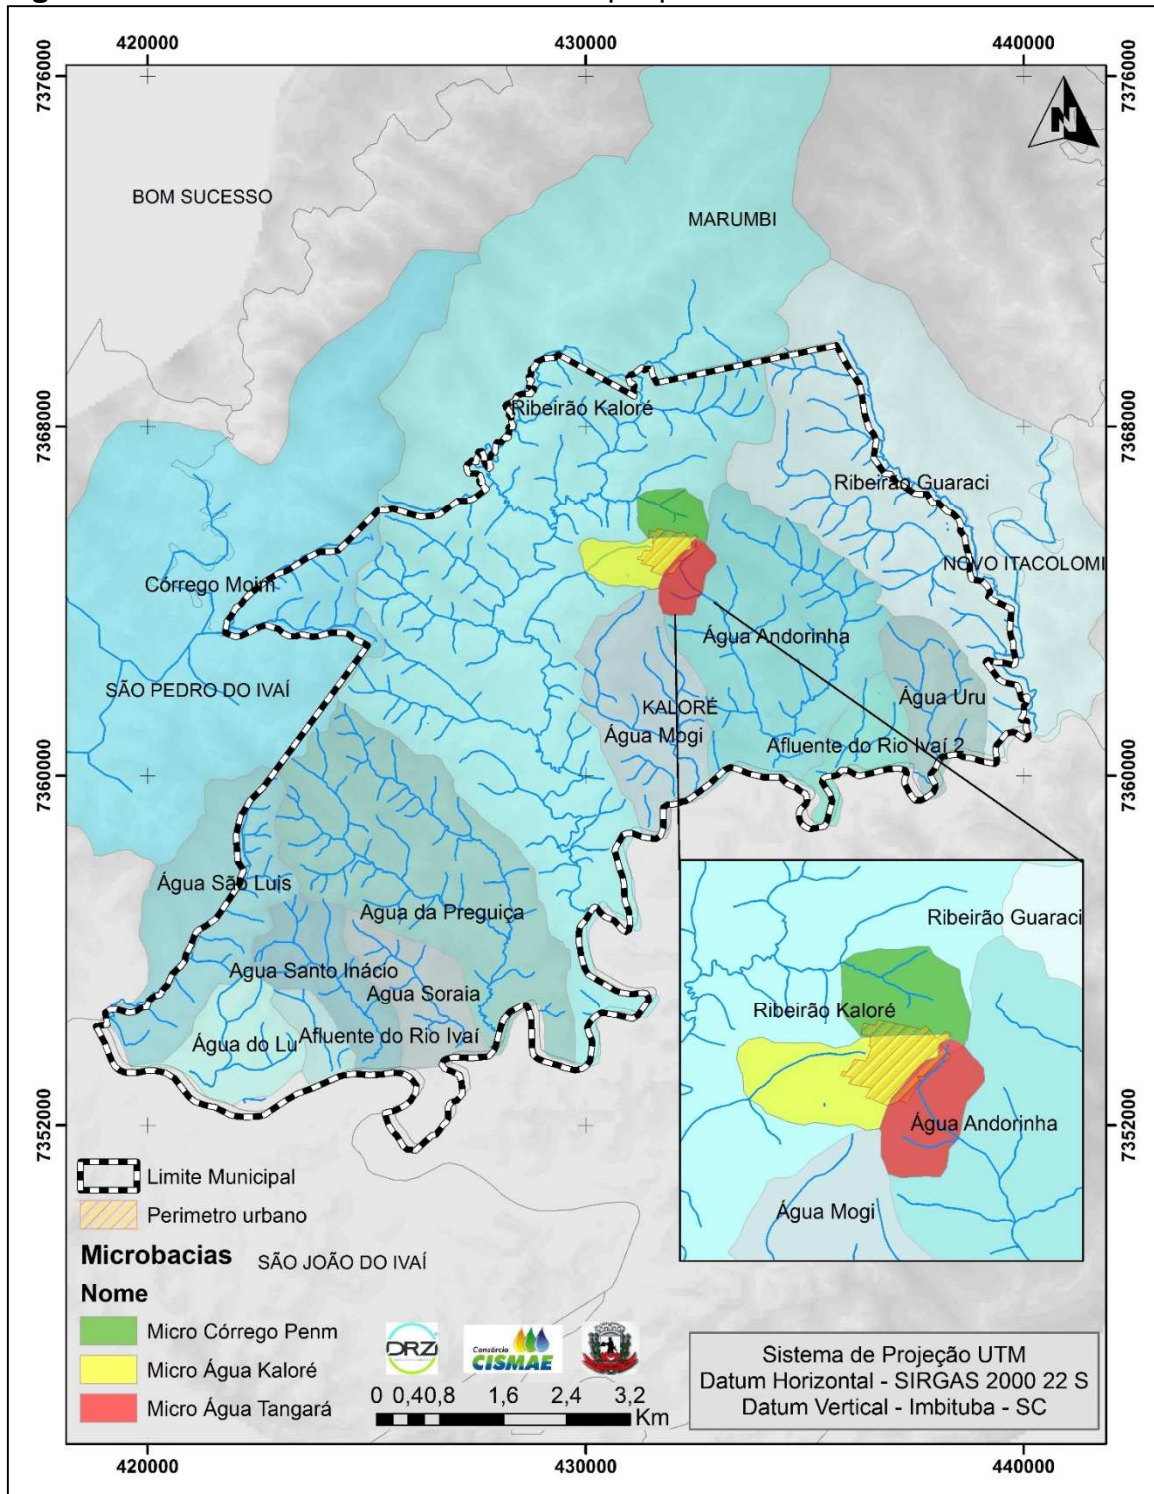 420000
430000
440000
7376000
7376000
N
BOM SUCESSO
MARUMBI
Ribeirão Kaloré
7368000
7368000
Ribeirão Guaraci
NOVO ITACOLOMI
Córrego Moim
Água Andorinha
SÃO PEDRO DO IVAÍ
Água Uru
KALORÉ
Água Mogi
Afluente do Rio Ivaí 2
7360000
7360000
Água São Luis
Agua da Preguiça
Ribeirão Guaraci
Agua Santo Inácio
Agua Soraia
Ribeirão Kaloré
Afluente do Rio Ivaí
Água do Lu
Água Andorinha
7352000
7352000
Água Mogi
Limite Municipal
Perimetro urbano
Microbacias
SÃO JOÃO DO IVAÍ
Nome
Micro Córrego Penm
Micro Água Kaloré
Micro Água Tangará
DRZ
Consórcio
CISMAE
0 0,40,8 1,6 2,4 3,2
Km
Sistema de Projeção UTM
Datum Horizontal - SIRGAS 2000 22 S
Datum Vertical - Imbituba - SC
420000
430000
440000